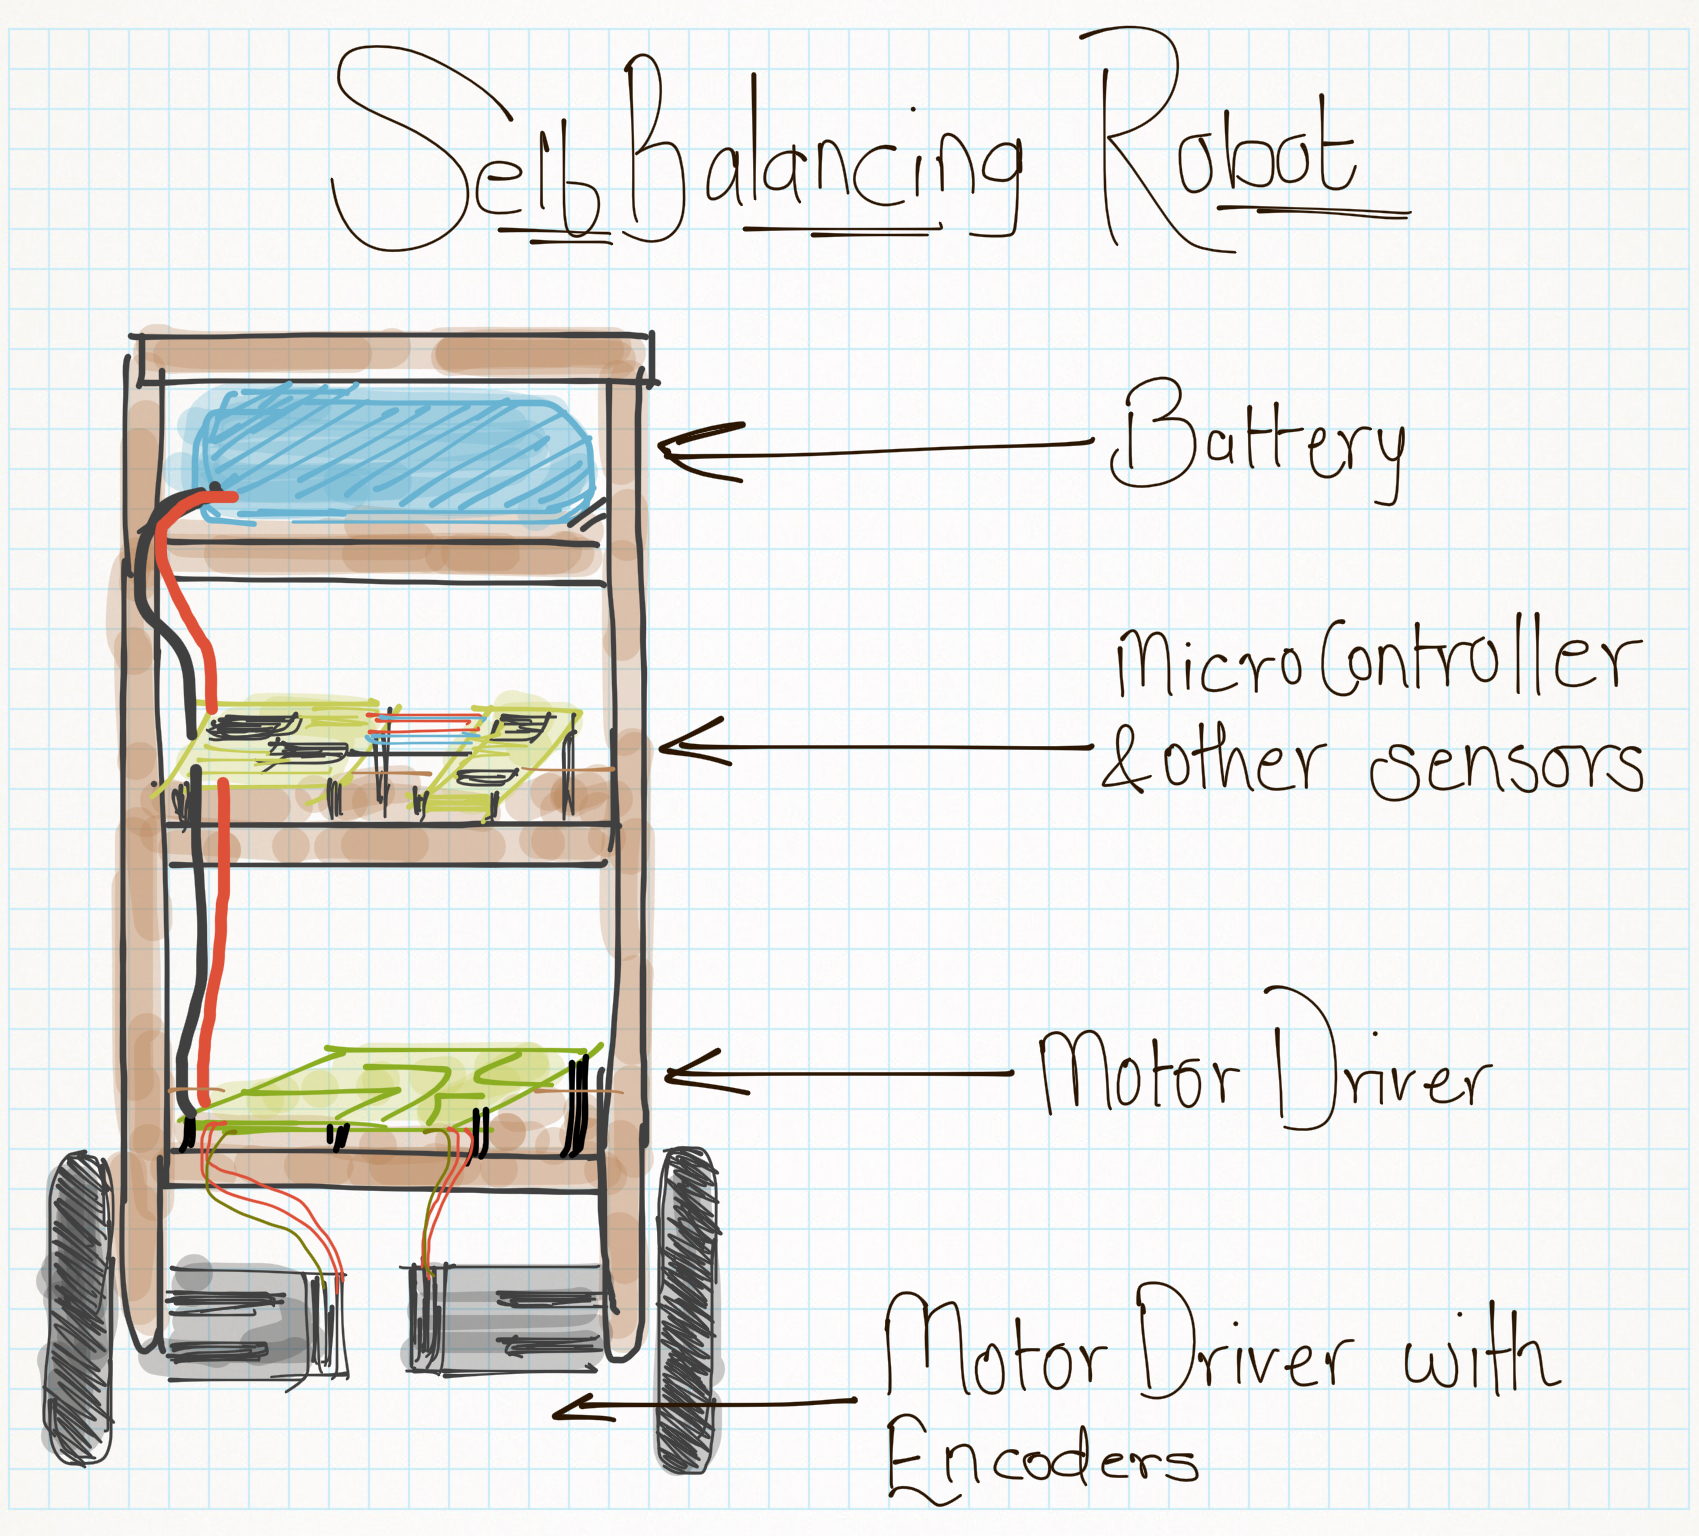 Self Balancing Robot
Battery
MicroController
& other sensors
Motor Driver
Motor Driver with
Encoders